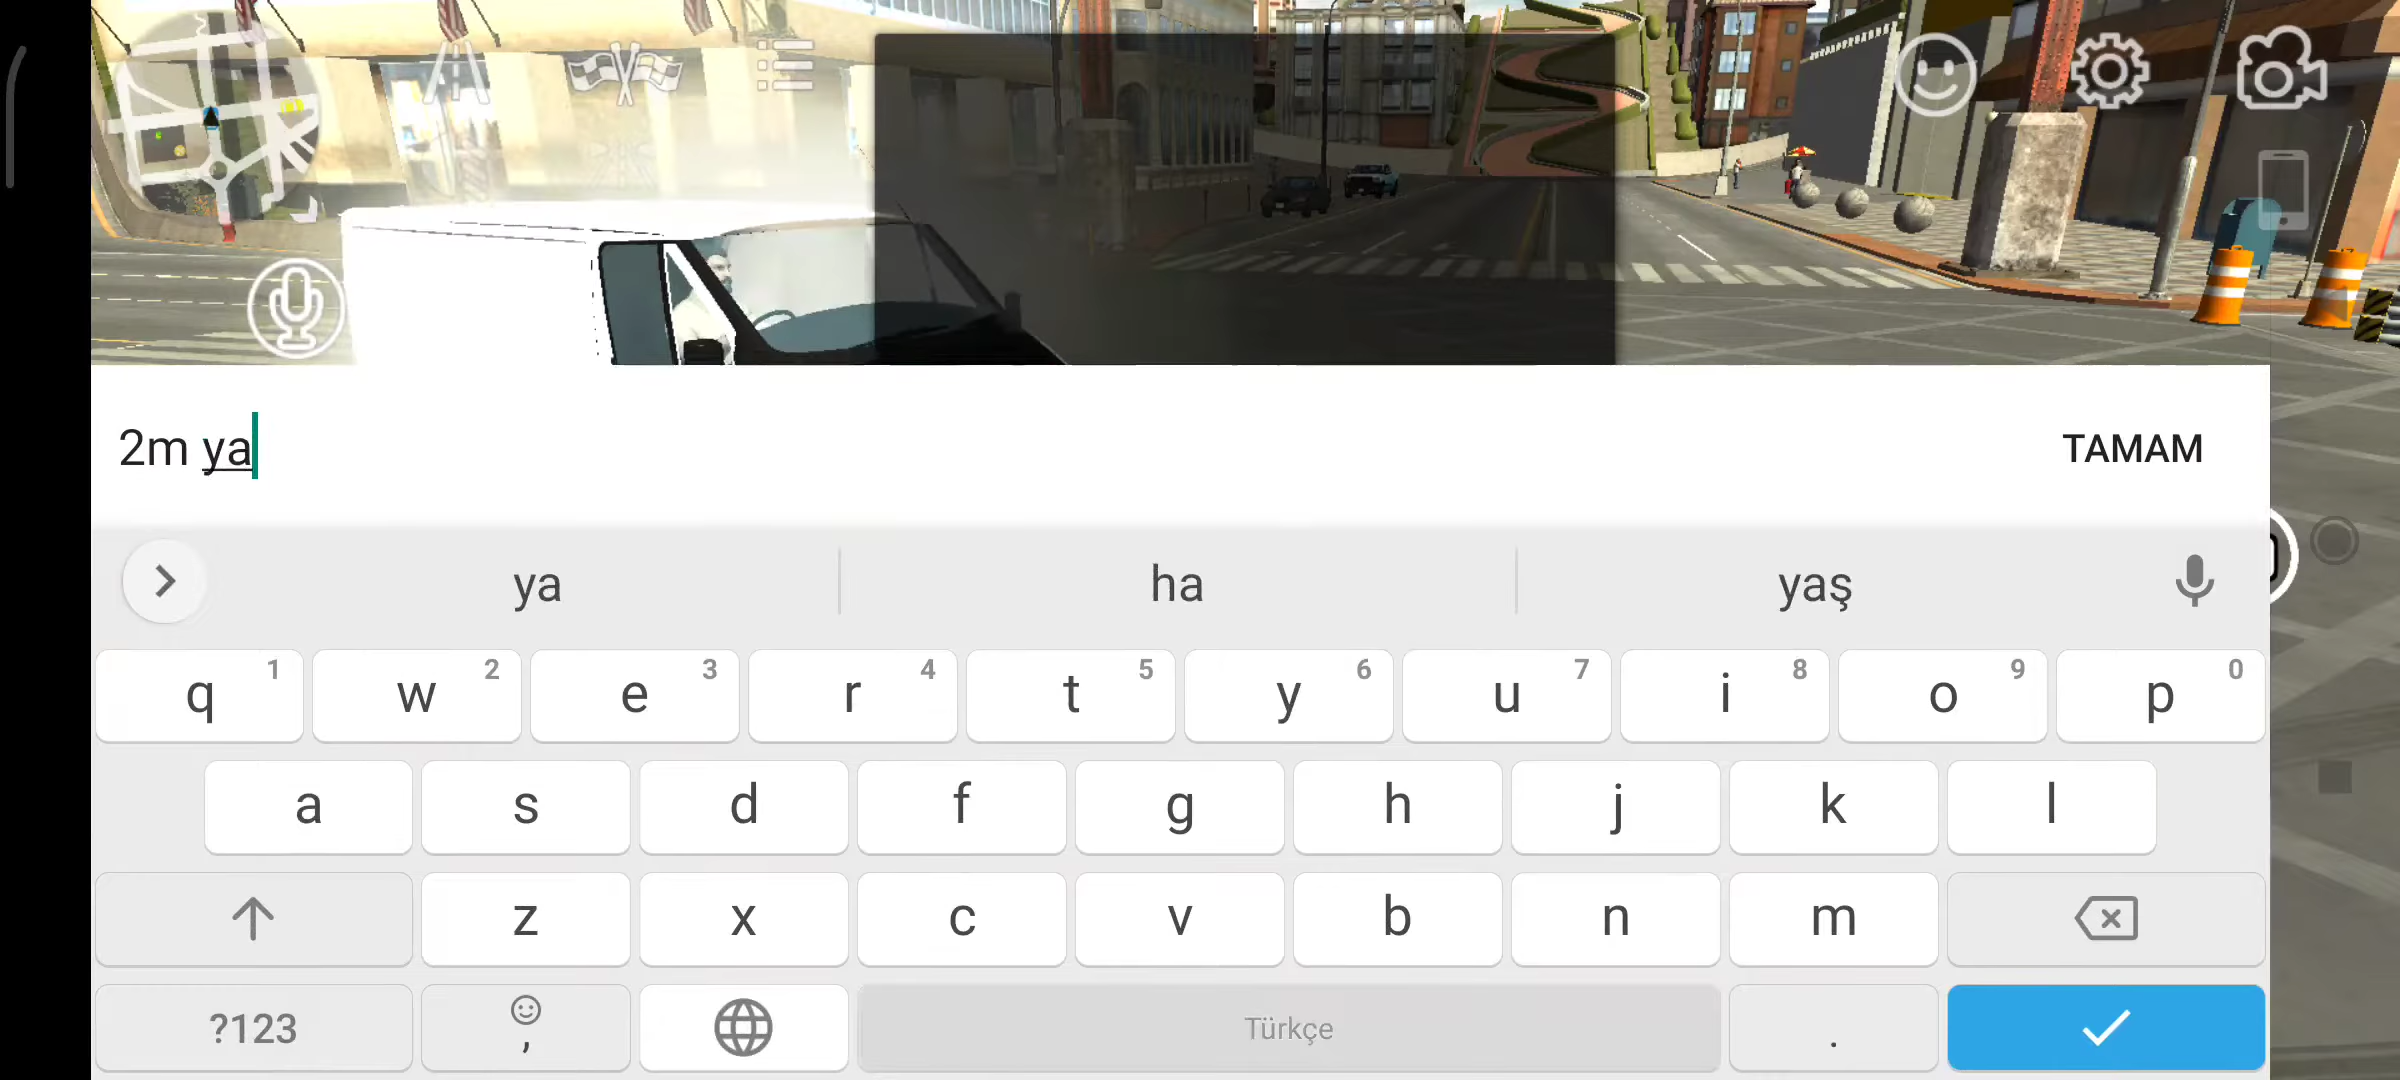 2m ya
TAMAM
ya ha yaş
q 1 w 2 e 3 r 4 t 5 y 6 u 7 i 8 o 9 p 0
a s d f g h j k l
z x c v b n m
?123 , Türkçe .